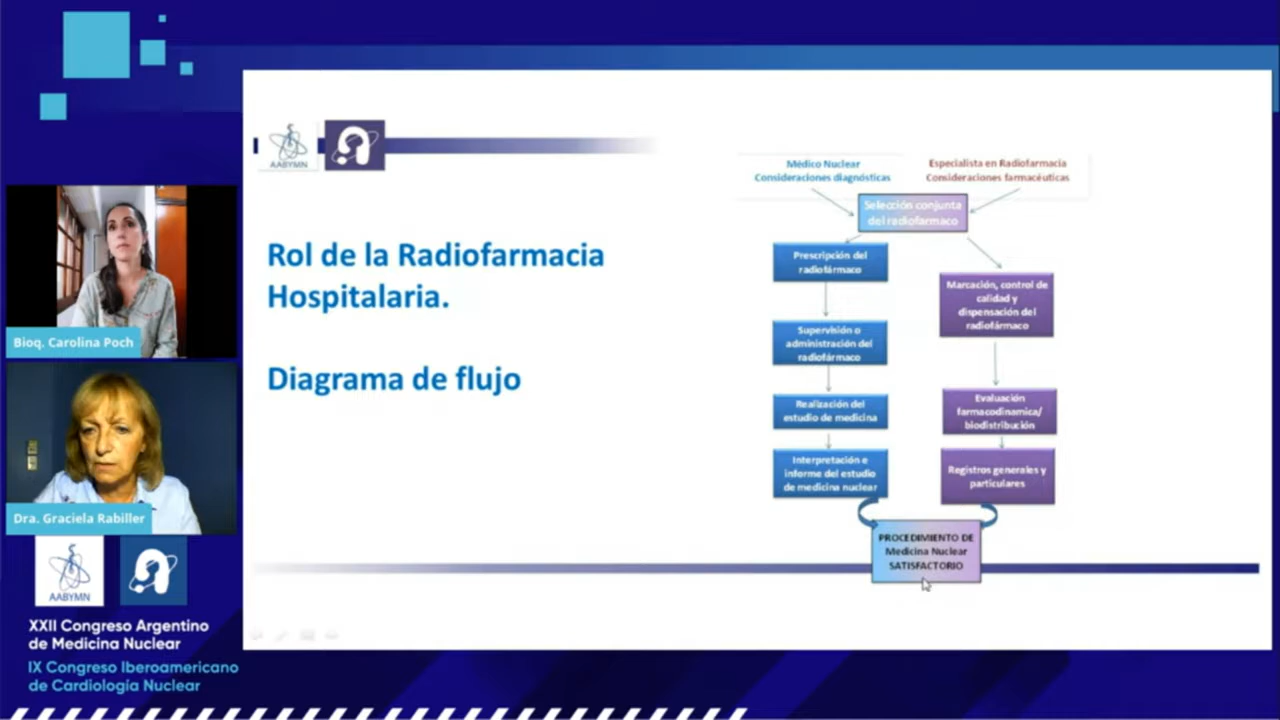 AABYMN
Rol de la Radiofarmacia
Hospitalaria.
Diagrama de flujo
Médico Nuclear
Consideraciones diagnósticas
Especialista en Radiofarmacia
Consideraciones farmacéuticas
Selección conjunta
del radiofarmaco
Prescripción del
radiofármaco
Supervisión o
administración del
radiofármaco
Realización del
estudio de medicina
Interpretación e
informe del estudio
de medicina nuclear
Marcación, control de
calidad y
dispensación del
radiofármaco
Evaluación
farmacodinamica/
biodistribución
Registros generales y
particulares
PROCEDIMIENTO DE
Medicina Nuclear
SATISFACTORIO
Bioq. Carolina Poch
Dra. Graciela Rabiller
AABYMN
XXII Congreso Argentino
de Medicina Nuclear
IX Congreso Iberoamericano
de Cardiología Nuclear